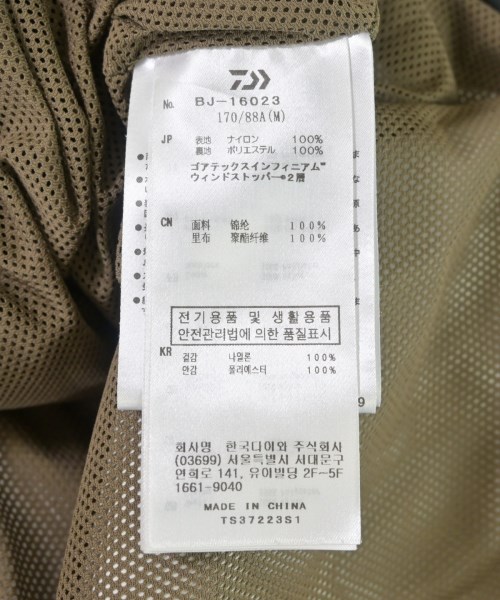 No. BJ-16023
170/88A(M)
JP 表地 ナイロン 100%
裏地 ポリエステル 100%
ゴアテックスインフィニアム™
ウィンドストッパー®2層
CN 面料 锦纶 100%
里布 聚酯纤维 100%
전기용품 및 생활용품
안전관리법에 의한 품질표시
KR
겉감 나일론 100%
안감 폴리에스터 100%
9
회사명 한국다이와 주식회사
(03699) 서울특별시 서대문구
연희로 141, 유아빌딩 2F-5F
1661-9040
MADE IN CHINA
TS37223S1